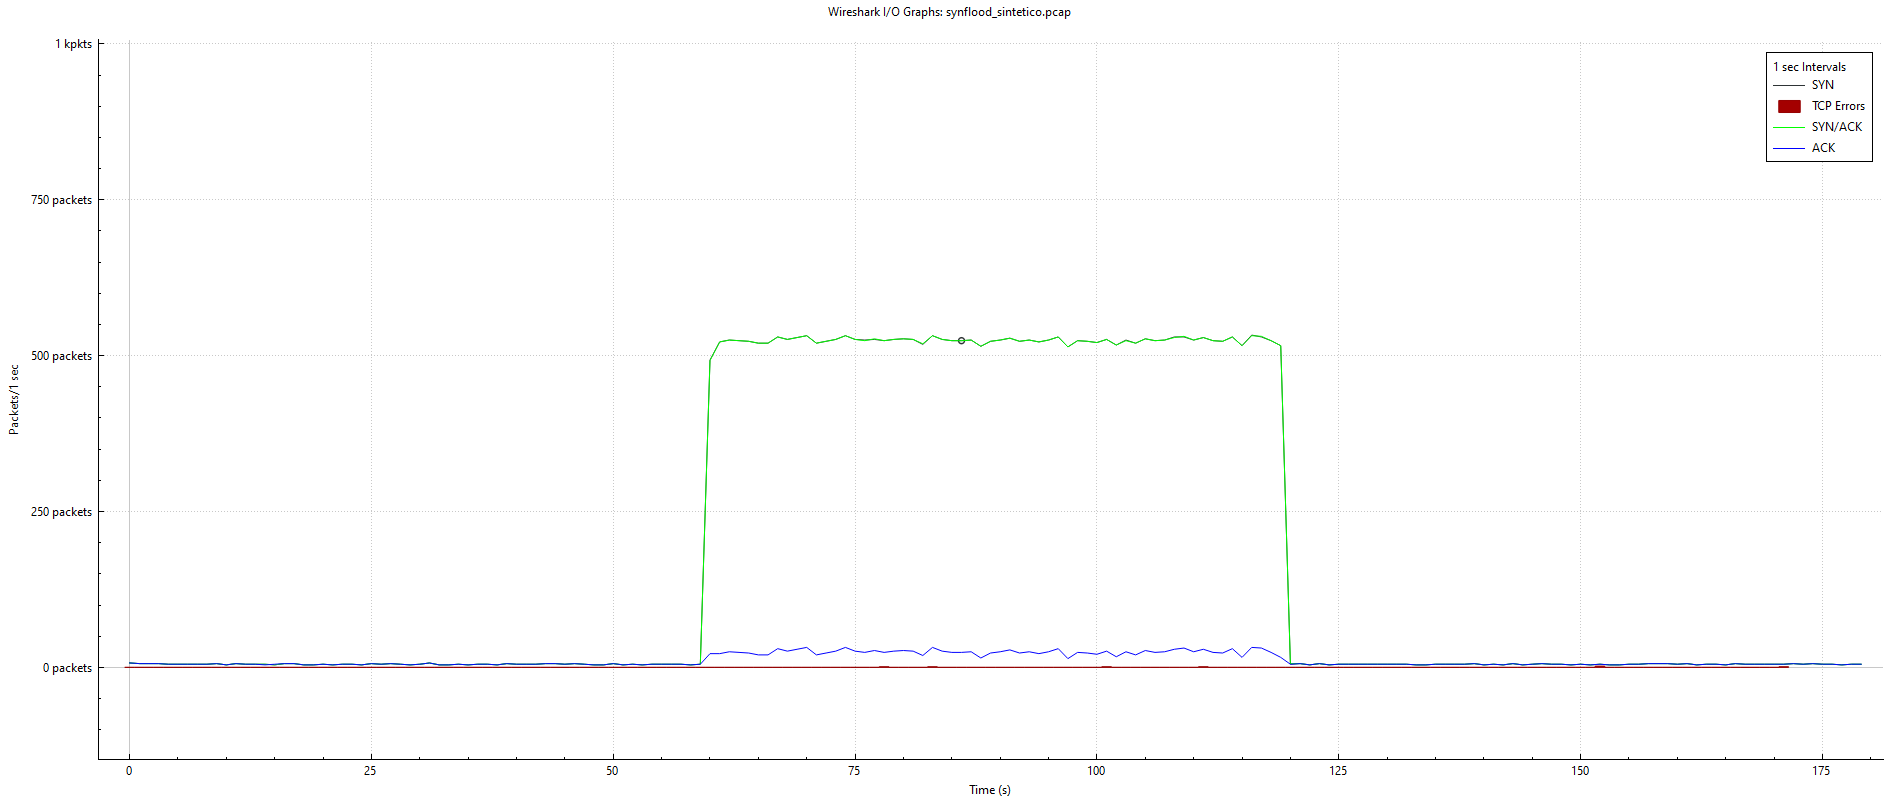 Wireshark I/O Graphs: synflood_sintetico.pcap
1 kpkts
750 packets
500 packets
250 packets
0 packets
Packets/1 sec
1 sec Intervals
SYN
TCP Errors
SYN/ACK
ACK
0 25 50 75 100 125 150 175
Time (s)